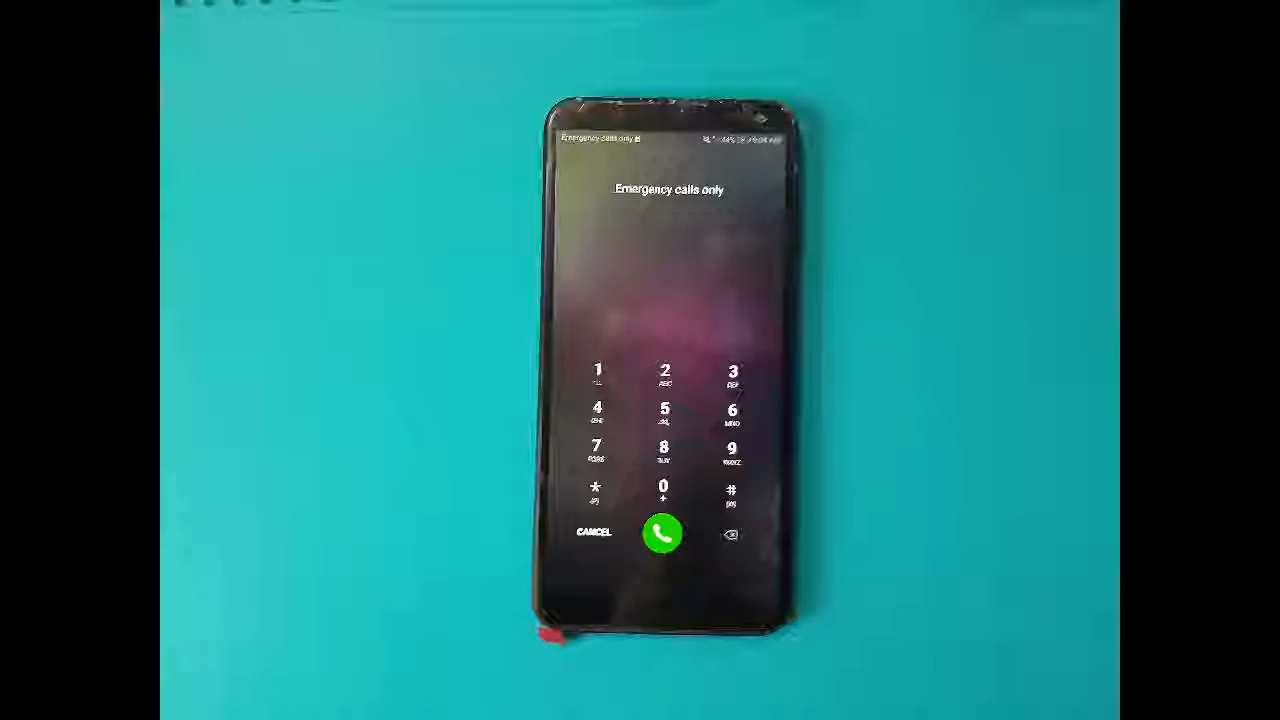 Emergency calls only
Emergency calls only
1 2 3
ABC DEF
4 5 6
GHI JKL MNO
7 8 9
PQRS TUV WXYZ
* 0 #
(P) +
CANCEL